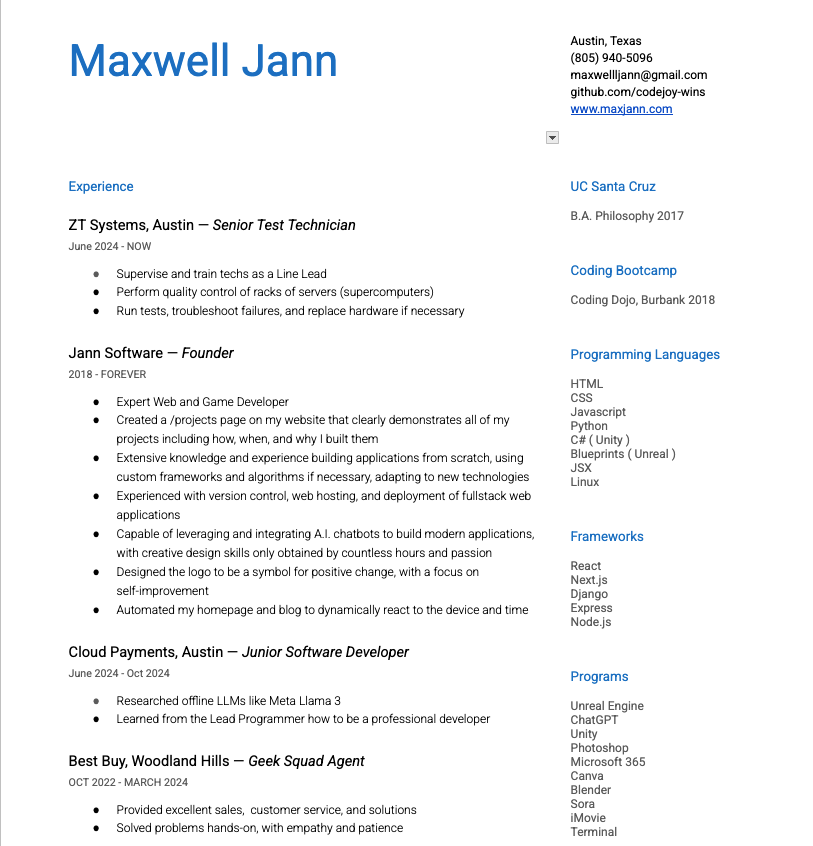 Maxwell Jann
Austin, Texas
(805) 940-5096
maxwellljann@gmail.com
github.com/codejoy-wins
www.maxjann.com
Experience
ZT Systems, Austin — Senior Test Technician
June 2024 - NOW
● Supervise and train techs as a Line Lead
● Perform quality control of racks of servers (supercomputers)
● Run tests, troubleshoot failures, and replace hardware if necessary
Jann Software — Founder
2018 - FOREVER
● Expert Web and Game Developer
● Created a /projects page on my website that clearly demonstrates all of my
projects including how, when, and why I built them
● Extensive knowledge and experience building applications from scratch, using
custom frameworks and algorithms if necessary, adapting to new technologies
● Experienced with version control, web hosting, and deployment of fullstack web
applications
● Capable of leveraging and integrating A.I. chatbots to build modern applications,
with creative design skills only obtained by countless hours and passion
● Designed the logo to be a symbol for positive change, with a focus on
self-improvement
● Automated my homepage and blog to dynamically react to the device and time
Cloud Payments, Austin — Junior Software Developer
June 2024 - Oct 2024
● Researched offline LLMs like Meta Llama 3
● Learned from the Lead Programmer how to be a professional developer
Best Buy, Woodland Hills — Geek Squad Agent
OCT 2022 - MARCH 2024
● Provided excellent sales,  customer service, and solutions
● Solved problems hands-on, with empathy and patience
UC Santa Cruz
B.A. Philosophy 2017
Coding Bootcamp
Coding Dojo, Burbank 2018
Programming Languages
HTML
CSS
Javascript
Python
C# ( Unity )
Blueprints ( Unreal )
JSX
Linux
Frameworks
React
Next.js
Django
Express
Node.js
Programs
Unreal Engine
ChatGPT
Unity
Photoshop
Microsoft 365
Canva
Blender
Sora
iMovie
Terminal